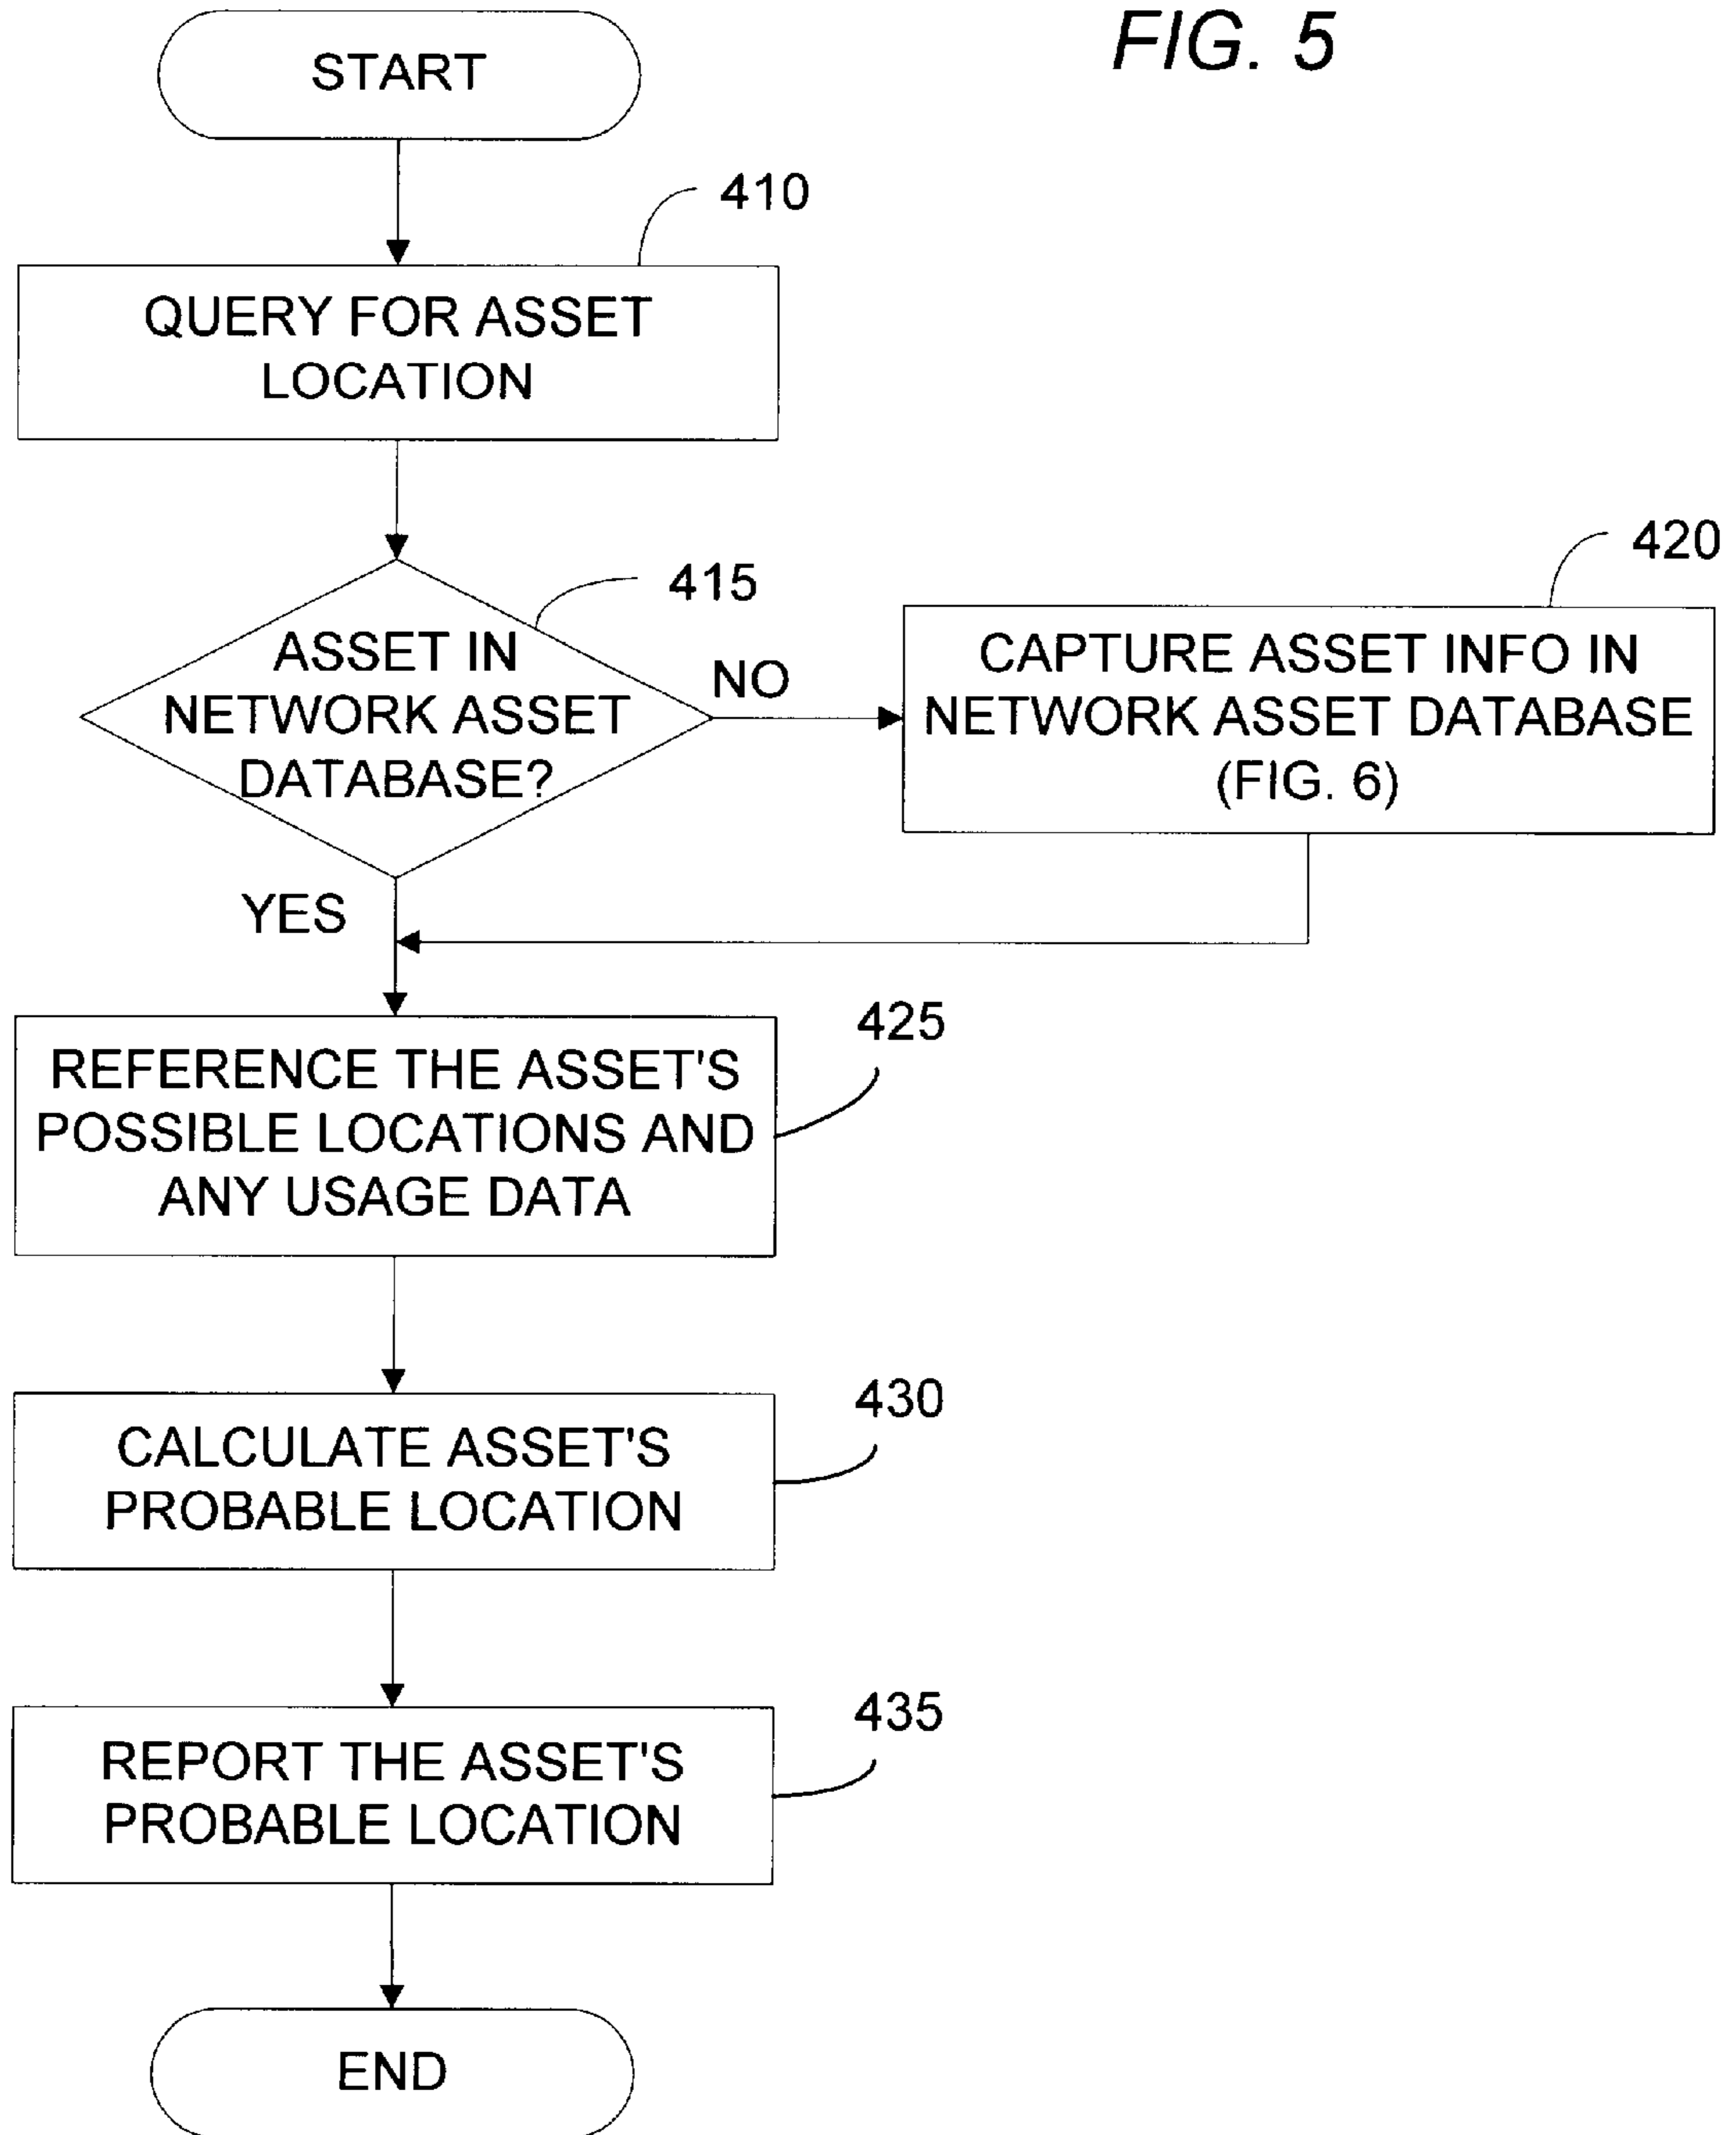 FIG. 5
START
410
QUERY FOR ASSET
LOCATION
415
ASSET IN
NETWORK ASSET
DATABASE?
NO
420
CAPTURE ASSET INFO IN
NETWORK ASSET DATABASE
(FIG. 6)
YES
425
REFERENCE THE ASSET'S
POSSIBLE LOCATIONS AND
ANY USAGE DATA
430
CALCULATE ASSET'S
PROBABLE LOCATION
435
REPORT THE ASSET'S
PROBABLE LOCATION
END